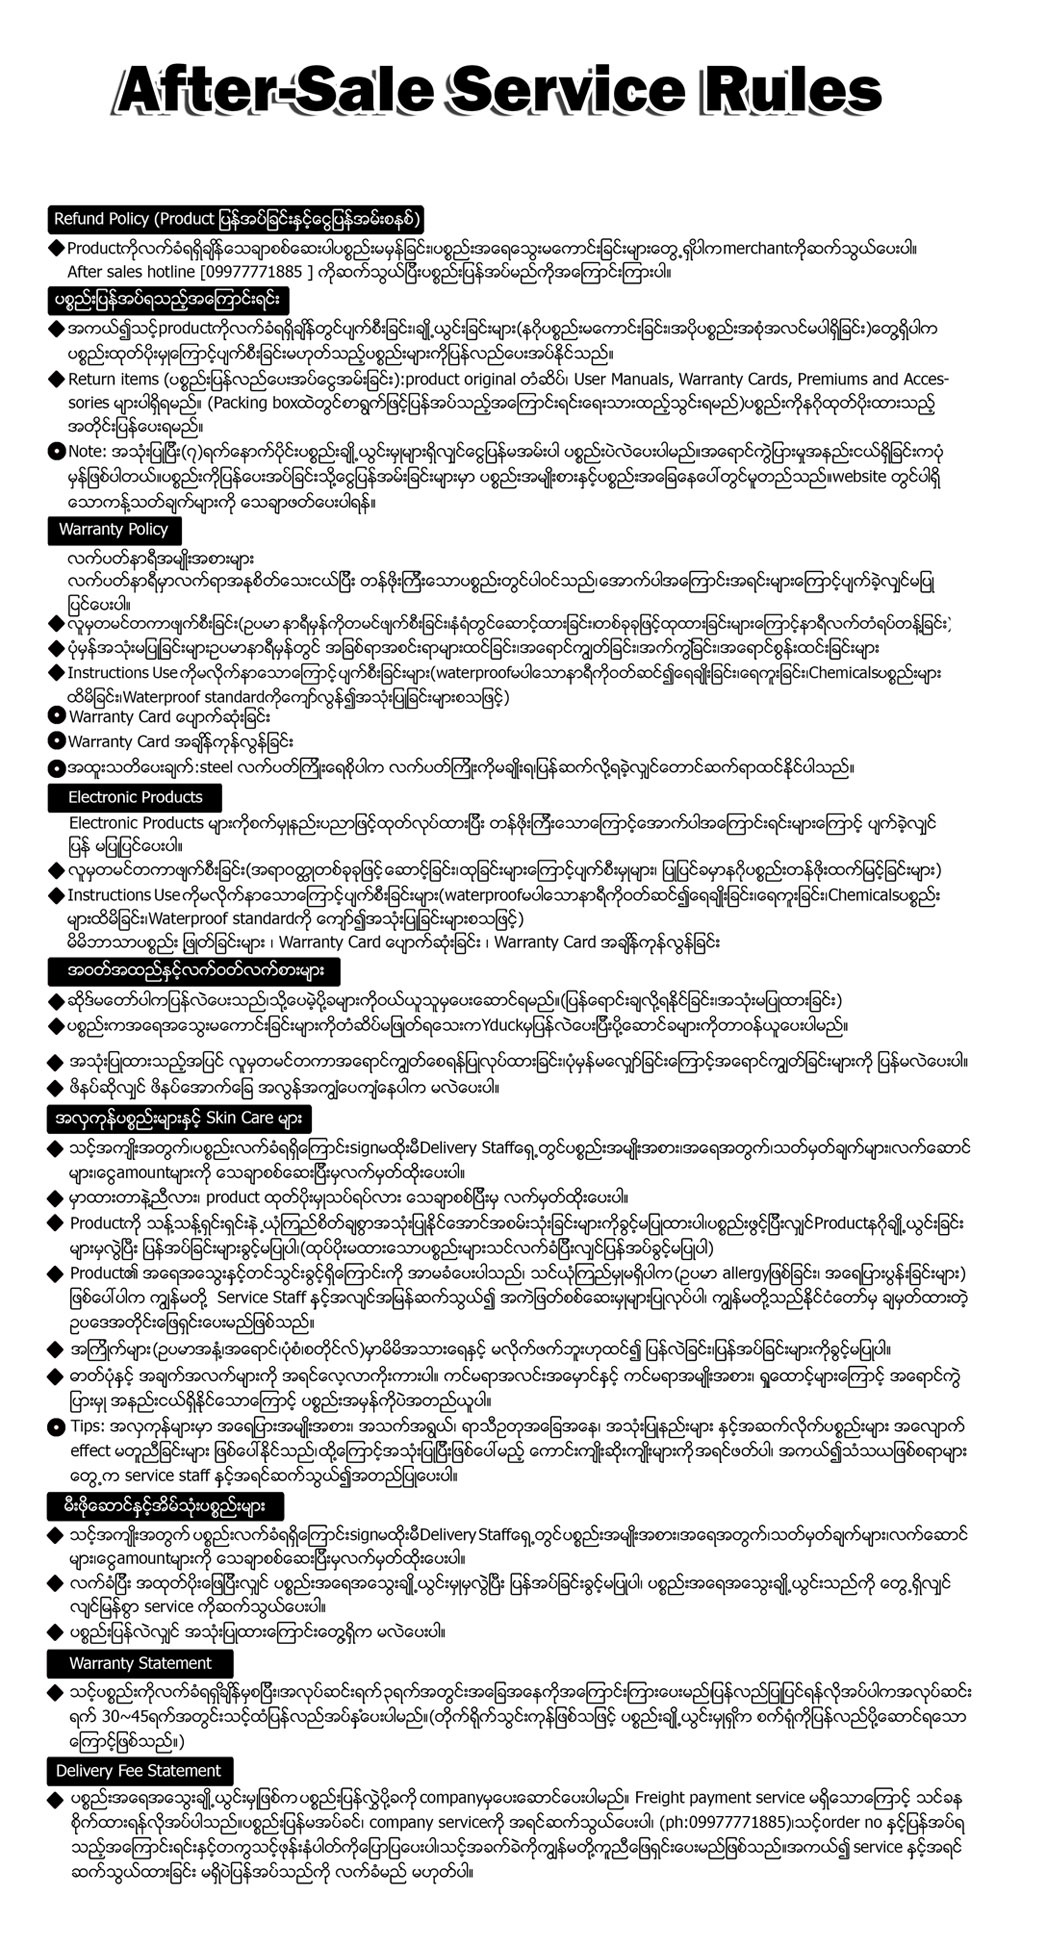 After-Sale Service Rules
Refund Policy (Product ပြန်အပ်ခြင်းနှင့်ငွေပြန်အမ်းစနစ်)
Productကိုလက်ခံရရှိချိန်သေချာစစ်ဆေးပါပစ္စည်းမမှန်ခြင်း၊ပစ္စည်းအရေသွေးမကောင်းခြင်းများတွေ့ရှိပါကmerchantကိုဆက်သွယ်ပေးပါ။
After sales hotline [09977771885 ] ကိုဆက်သွယ်ပြီးပစ္စည်းပြန်အပ်မည်ကိုအကြောင်းကြားပါ။
ပစ္စည်းပြန်အပ်ရသည့်အကြောင်းရင်း
အကယ်၍သင့်productကိုလက်ခံရရှိချိန်တွင်ပျက်စီးခြင်း၊ချို့ယွင်းခြင်းများ(နဂိုပစ္စည်းမကောင်းခြင်း၊အပိုပစ္စည်းအစုံအလင်မပါရှိခြင်း)တွေ့ရှိပါက
ပစ္စည်းထုတ်ပိုးမှုကြောင့်ပျက်စီးခြင်းမဟုတ်သည့်ပစ္စည်းများကိုပြန်လည်ပေးအပ်နိုင်သည်။
Return items (ပစ္စည်းပြန်လည်ပေးအပ်ငွေအမ်းခြင်း):product original တံဆိပ်၊ User Manuals, Warranty Cards, Premiums and Acces-
sories များပါရှိရမည်။ (Packing boxထဲတွင်စာရွက်ဖြင့်ပြန်အပ်သည့်အကြောင်းရင်းရေးသားထည့်သွင်းရမည်)ပစ္စည်းကိုနဂိုထုတ်ပိုးထားသည့်
အတိုင်းပြန်ပေးရမည်။
Note: အသုံးပြုပြီး(၇)ရက်နောက်ပိုင်းပစ္စည်းချို့ယွင်းမှုများရှိလျှင်ငွေပြန်မအမ်းပါ ပစ္စည်းပဲလဲပေးပါမည်။အရောင်ကွဲပြားမှုအနည်းငယ်ရှိခြင်းကပုံ
မှန်ဖြစ်ပါတယ်။ပစ္စည်းကိုပြန်ပေးအပ်ခြင်းသို့ငွေပြန်အမ်းခြင်းများမှာ ပစ္စည်းအမျိုးစားနှင့်ပစ္စည်းအခြေနေပေါ်တွင်မူတည်သည်။website တွင်ပါရှိ
သောကန့်သတ်ချက်များကို သေချာဖတ်ပေးပါရန်။
Warranty Policy
လက်ပတ်နာရီအမျိုးအစားများ
လက်ပတ်နာရီမှာလက်ရာအနုစိတ်သေးငယ်ပြီး တန်ဖိုးကြီးသောပစ္စည်းတွင်ပါဝင်သည်၊အောက်ပါအကြောင်းအရင်းများကြောင့်ပျက်ခဲ့လျှင်မပြု
ပြင်ပေးပါ။
လူမှတမင်တကာဖျက်စီးခြင်း(ဥပမာ နာရီမှန်ကိုတမင်ဖျက်စီးခြင်း၊နံရံတွင်ဆောင့်ထားခြင်း၊တစ်ခုခုဖြင့်ထုထားခြင်းများကြောင့်နာရီလက်တံရပ်တန့်ခြင်း)
ပုံမှန်အသုံးမပြုခြင်းများဥပမာနာရီမှန်တွင် အခြစ်ရာအစင်းရာများထင်ခြင်း၊အရောင်ကျွတ်ခြင်း၊အက်ကွဲခြင်း၊အရောင်စွန်းထင်းခြင်းများ
Instructions Useကိုမလိုက်နာသောကြောင့်ပျက်စီးခြင်းများ(waterproofမပါသောနာရီကိုဝတ်ဆင်၍ရေချိုးခြင်း၊ရေကူးခြင်း၊Chemicalsပစ္စည်းများ
ထိမိခြင်း၊Waterproof standardကိုကျော်လွန်၍အသုံးပြုခြင်းများစသဖြင့်)
Warranty Card ပျောက်ဆုံးခြင်း
Warranty Card အချိန်ကုန်လွန်ခြင်း
အထူးသတိပေးချက်:steel လက်ပတ်ကြိုးရေစိုပါက လက်ပတ်ကြိုးကိုမချိုးရ၊ပြန်ဆက်လို့ရခဲ့လျှင်တောင်ဆက်ရာထင်နိုင်ပါသည်။
Electronic Products
Electronic Products များကိုစက်မှုနည်းပညာဖြင့်ထုတ်လုပ်ထားပြီး တန်ဖိုးကြီးသောကြောင့်အောက်ပါအကြောင်းရင်းများကြောင့် ပျက်ခဲ့လျှင်
ပြန် မပြုပြင်ပေးပါ။
လူမှတမင်တကာဖျက်စီးခြင်း(အရာဝတ္ထုတစ်ခုခုဖြင့် ဆောင့်ခြင်း၊ထုခြင်းများကြောင့်ပျက်စီးမှုများ၊ ပြုပြင်ခမှာနဂိုပစ္စည်းတန်ဖိုးထက်မြင့်ခြင်းများ)
Instructions Useကိုမလိုက်နာသောကြောင့်ပျက်စီးခြင်းများ(waterproofမပါသောနာရီကိုဝတ်ဆင်၍ရေချိုးခြင်း၊ရေကူးခြင်း၊Chemicalsပစ္စည်း
များထိမိခြင်း၊Waterproof standardကို ကျော်၍အသုံးပြုခြင်းများစသဖြင့်)
မိမိဘာသာပစ္စည်း ဖြုတ်ခြင်းများ ၊ Warranty Card ပျောက်ဆုံးခြင်း ၊ Warranty Card အချိန်ကုန်လွန်ခြင်း
အဝတ်အထည်နှင့်လက်ဝတ်လက်စားများ
ဆိုဒ်မတော်ပါကပြန်လဲပေးသည်၊သို့ပေမဲ့ပို့ခများကိုဝယ်ယူသူမှပေးဆောင်ရမည်။(ပြန်ရောင်းချလို့ရနိုင်ခြင်း၊အသုံးမပြုထားခြင်း)
ပစ္စည်းကအရေအသွေးမကောင်းခြင်းများကိုတံဆိပ်မဖြုတ်ရသေးကYduckမှပြန်လဲပေးပြီးပို့ဆောင်ခများကိုတာဝန်ယူပေးပါမည်။
အသုံးပြုထားသည့်အပြင် လူမှတမင်တကာအရောင်ကျွတ်စေရန်ပြုလုပ်ထားခြင်း၊ပုံမှန်မလျှော်ခြင်းကြောင့်အရောင်ကျွတ်ခြင်းများကို ပြန်မလဲပေးပါ။
ဖိနပ်ဆိုလျှင် ဖိနပ်အောက်ခြေ အလွန်အကျံပေကျံနေပါက မလဲပေးပါ။
အလှကုန်ပစ္စည်းများနှင့် Skin Care များ
သင့်အကျိုးအတွက်၊ပစ္စည်းလက်ခံရရှိကြောင်းsignမထိုးမီDelivery Staffရှေ့တွင်ပစ္စည်းအမျိုးအစား၊အရေအတွက်၊သတ်မှတ်ချက်များ၊လက်ဆောင်
များ၊ငွေamountများကို သေချာစစ်ဆေးပြီးမှလက်မှတ်ထိုးပေးပါ။
မှာထားတာနဲ့ညီလား၊ product ထုတ်ပိုးမှုသပ်ရပ်လား သေချာစစ်ပြီးမှ လက်မှတ်ထိုးပေးပါ။
Productကို သန့်သန့်ရှင်းရှင်းနဲ့ ယုံကြည်စိတ်ချစွာအသုံးပြုနိုင်အောင်အစမ်းသုံးခြင်းများကိုခွင့်မပြုထားပါ၊ပစ္စည်းဖွင့်ပြီးလျှင်Productနဂိုချို့ယွင်းခြင်း
များမှလွဲပြီး ပြန်အပ်ခြင်းများခွင့်မပြုပါ၊(ထုပ်ပိုးမထားသောပစ္စည်းများသင်လက်ခံပြီးလျှင်ပြန်အပ်ခွင့်မပြုပါ)
Product၏ အရေအသွေးနှင့်တင်သွင်းခွင့်ရှိကြောင်းကို အာမခံပေးပါသည်၊ သင်ယုံကြည်မှုမရှိပါက(ဥပမာ allergyဖြစ်ခြင်း၊ အရေပြားပွန်းခြင်းများ)
ဖြစ်ပေါ်ပါက ကျွန်မတို့ Service Staff နှင့်အလျင်အမြန်ဆက်သွယ်၍ အကဲဖြတ်စစ်ဆေးမှုများပြုလုပ်ပါ၊ ကျွန်မတို့သည်နိုင်ငံတော်မှ ချမှတ်ထားတဲ့
ဥပဒေအတိုင်းဖြေရှင်းပေးမည်ဖြစ်သည်။
အကြိုက်များ(ဥပမာအနံ့၊အရောင်၊ပုံစံ၊စတိုင်လ်)မှာမိမိအသားရေနှင့် မလိုက်ဖက်ဘူးဟုထင်၍ ပြန်လဲခြင်း၊ပြန်အပ်ခြင်းများကိုခွင့်မပြုပါ။
ဓာတ်ပုံနှင့် အချက်အလက်များကို အရင်လေ့လာကိုးကားပါ။ ကင်မရာအလင်းအမှောင်နှင့် ကင်မရာအမျိုးအစား၊ ရှုထောင့်များကြောင့် အရောင်ကွဲ
ပြားမှု အနည်းငယ်ရှိနိုင်သောကြောင့် ပစ္စည်းအမှန်ကိုပဲအတည်ယူပါ။
Tips: အလှကုန်များမှာ အရေပြားအမျိုးအစား၊ အသက်အရွယ်၊ ရာသီဥတုအခြေအနေ၊ အသုံးပြုနည်းများ နှင့်အဆက်လိုက်ပစ္စည်းများ အလျောက်
effect မတူညီခြင်းများ ဖြစ်ပေါ်နိုင်သည်၊ထို့ကြောင့်အသုံးပြုပြီးဖြစ်ပေါ်မည့် ကောင်းကျိုးဆိုးကျိုးများကိုအရင်ဖတ်ပါ၊ အကယ်၍သံသယဖြစ်စရာများ
တွေ့က service staff နှင့်အရင်ဆက်သွယ်၍အတည်ပြုပေးပါ။
မီးဖိုဆောင်နှင့်အိမ်သုံးပစ္စည်းများ
သင့်အကျိုးအတွက် ပစ္စည်းလက်ခံရရှိကြောင်းsignမထိုးမီDelivery Staffရှေ့တွင်ပစ္စည်းအမျိုးအစား၊အရေအတွက်၊သတ်မှတ်ချက်များ၊လက်ဆောင်
များ၊ငွေamountများကို သေချာစစ်ဆေးပြီးမှလက်မှတ်ထိုးပေးပါ။
လက်ခံပြီး အထုတ်ပိုးဖြေပြီးလျှင် ပစ္စည်းအရေအသွေးချို့ယွင်းမှုမှလွဲပြီး ပြန်အပ်ခြင်းခွင့်မပြုပါ၊ ပစ္စည်းအရေအသွေးချို့ယွင်းသည်ကို တွေ့ရှိလျှင်
လျင်မြန်စွာ service ကိုဆက်သွယ်ပေးပါ။
ပစ္စည်းပြန်လဲလျှင် အသုံးပြုထားကြောင်းတွေ့ရှိက မလဲပေးပါ။
Warranty Statement
သင့်ပစ္စည်းကိုလက်ခံရရှိချိန်မှစပြီး၊အလုပ်ဆင်းရက်၃ရက်အတွင်းအခြေအနေကိုအကြောင်းကြားပေးမည်၊ပြန်လည်ပြုပြင်ရန်လိုအပ်ပါကအလုပ်ဆင်း
ရက် 30~45ရက်အတွင်းသင့်ထံပြန်လည်အပ်နှံပေးပါမည်။(တိုက်ရိုက်သွင်းကုန်ဖြစ်သဖြင့် ပစ္စည်းချို့ယွင်းမှုရှိက စက်ရုံကိုပြန်လည်ပို့ဆောင်ရသော
ကြောင့်ဖြစ်သည်။)
Delivery Fee Statement
ပစ္စည်းအရေအသွေးချို့ယွင်းမှုဖြစ်ကပစ္စည်းပြန်လွှဲပို့ခကိုcompanyမှပေးဆောင်ပေးပါမည်။ Freight payment service မရှိသောကြောင့် သင်ခန
စိုက်ထားရန်လိုအပ်ပါသည်။ပစ္စည်းပြန်မအပ်ခင်၊ company serviceကို အရင်ဆက်သွယ်ပေးပါ၊ (ph:09977771885)၊သင့်order no နှင့်ပြန်အပ်ရ
သည့်အကြောင်းရင်းနှင့်တကွသင့်ဖုန်းနံပါတ်ကိုပြောပြပေးပါ၊သင့်အခက်ခဲကိုကျွန်မတို့ကူညီဖြေရှင်းပေးမည်ဖြစ်သည်။အကယ်၍ service နှင့်အရင်
ဆက်သွယ်ထားခြင်း မရှိပဲပြန်အပ်သည်ကို လက်ခံမည် မဟုတ်ပါ။